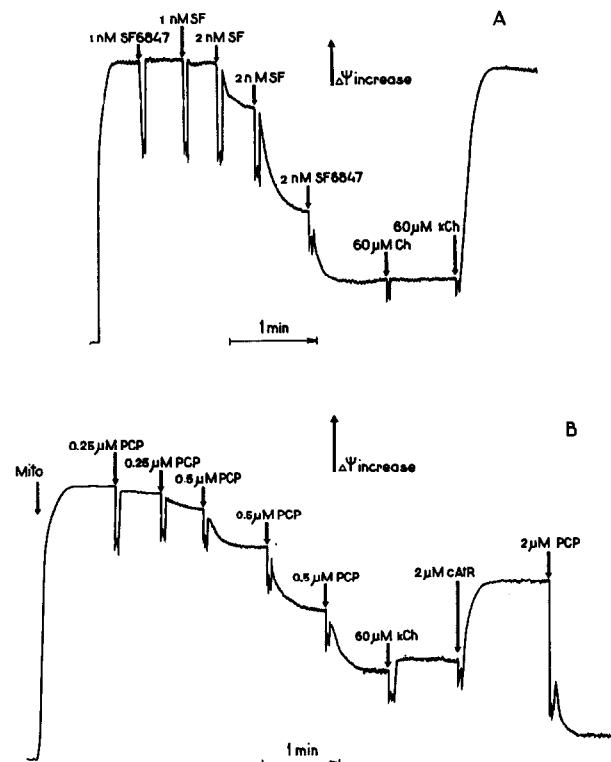 A
1 nM SF6847
1 nM SF
2 nM SF
2 nM SF
2 nM SF6847
60 µM Ch
60 µM kCh
ΔΨ increase
1 min
B
Mito
0.25 µM PCP
0.25 µM PCP
0.5 µM PCP
0.5 µM PCP
0.5 µM PCP
60 µM kCh
2 µM cAtR
2 µM PCP
ΔΨ increase
1 min